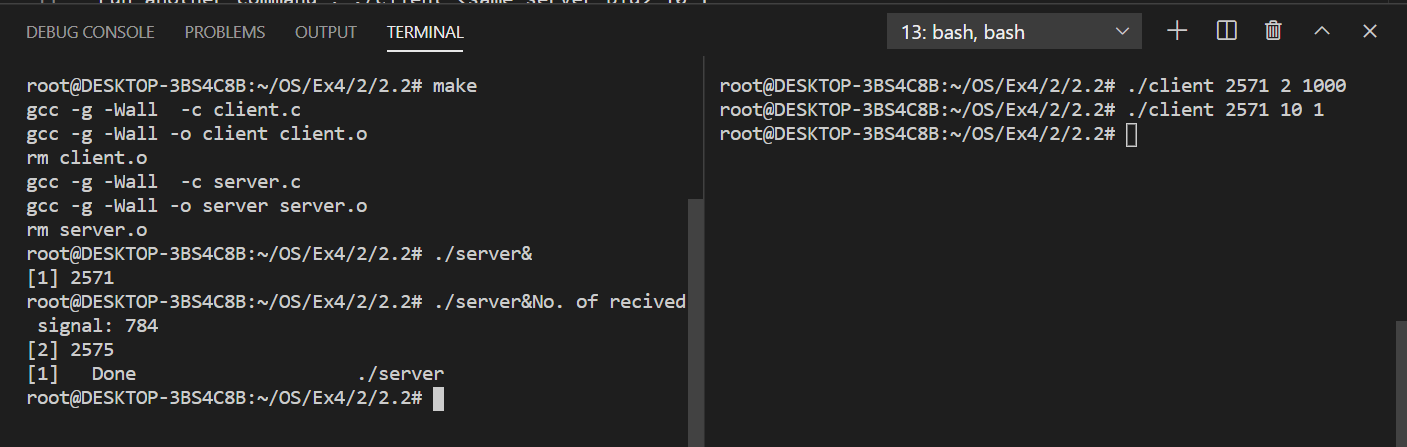 DEBUG CONSOLE PROBLEMS OUTPUT TERMINAL 13: bash, bash
root@DESKTOP-3BS4C8B:~/OS/Ex4/2/2.2# make
gcc -g -Wall  -c client.c
gcc -g -Wall -o client client.o
rm client.o
gcc -g -Wall  -c server.c
gcc -g -Wall -o server server.o
rm server.o
root@DESKTOP-3BS4C8B:~/OS/Ex4/2/2.2# ./server&
[1] 2571
root@DESKTOP-3BS4C8B:~/OS/Ex4/2/2.2# ./server&No. of recived
 signal: 784
[2] 2575
[1]   Done                    ./server
root@DESKTOP-3BS4C8B:~/OS/Ex4/2/2.2#
root@DESKTOP-3BS4C8B:~/OS/Ex4/2/2.2# ./client 2571 2 1000
root@DESKTOP-3BS4C8B:~/OS/Ex4/2/2.2# ./client 2571 10 1
root@DESKTOP-3BS4C8B:~/OS/Ex4/2/2.2#